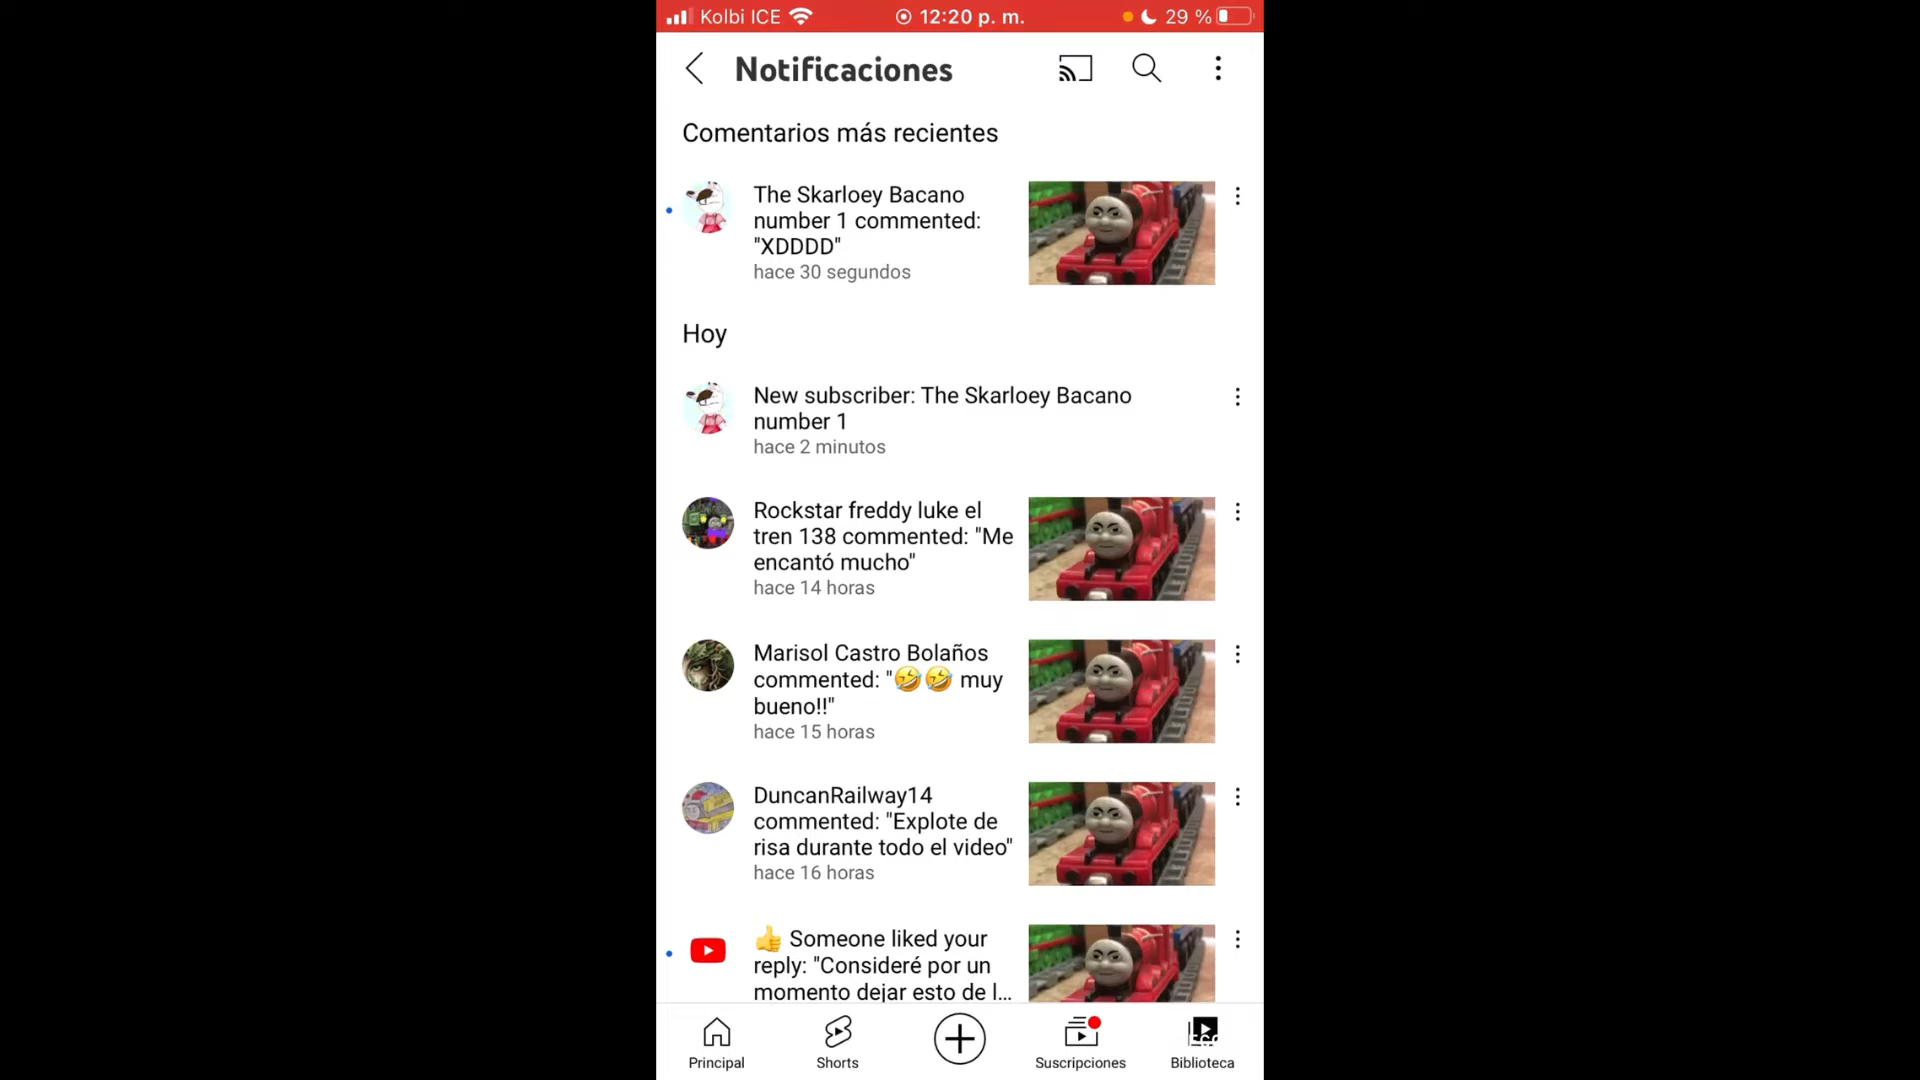 Kolbi ICE 12:20 p. m. 29 %
Notificaciones
Comentarios más recientes
The Skarloey Bacano
number 1 commented:
"XDDDD"
hace 30 segundos
Hoy
New subscriber: The Skarloey Bacano
number 1
hace 2 minutos
Rockstar freddy luke el
tren 138 commented: "Me
encantó mucho"
hace 14 horas
Marisol Castro Bolaños
commented: "🤣🤣 muy
bueno!!"
hace 15 horas
DuncanRailway14
commented: "Explote de
risa durante todo el video"
hace 16 horas
👍 Someone liked your
reply: "Consideré por un
momento dejar esto de l...
Principal Shorts Suscripciones Biblioteca